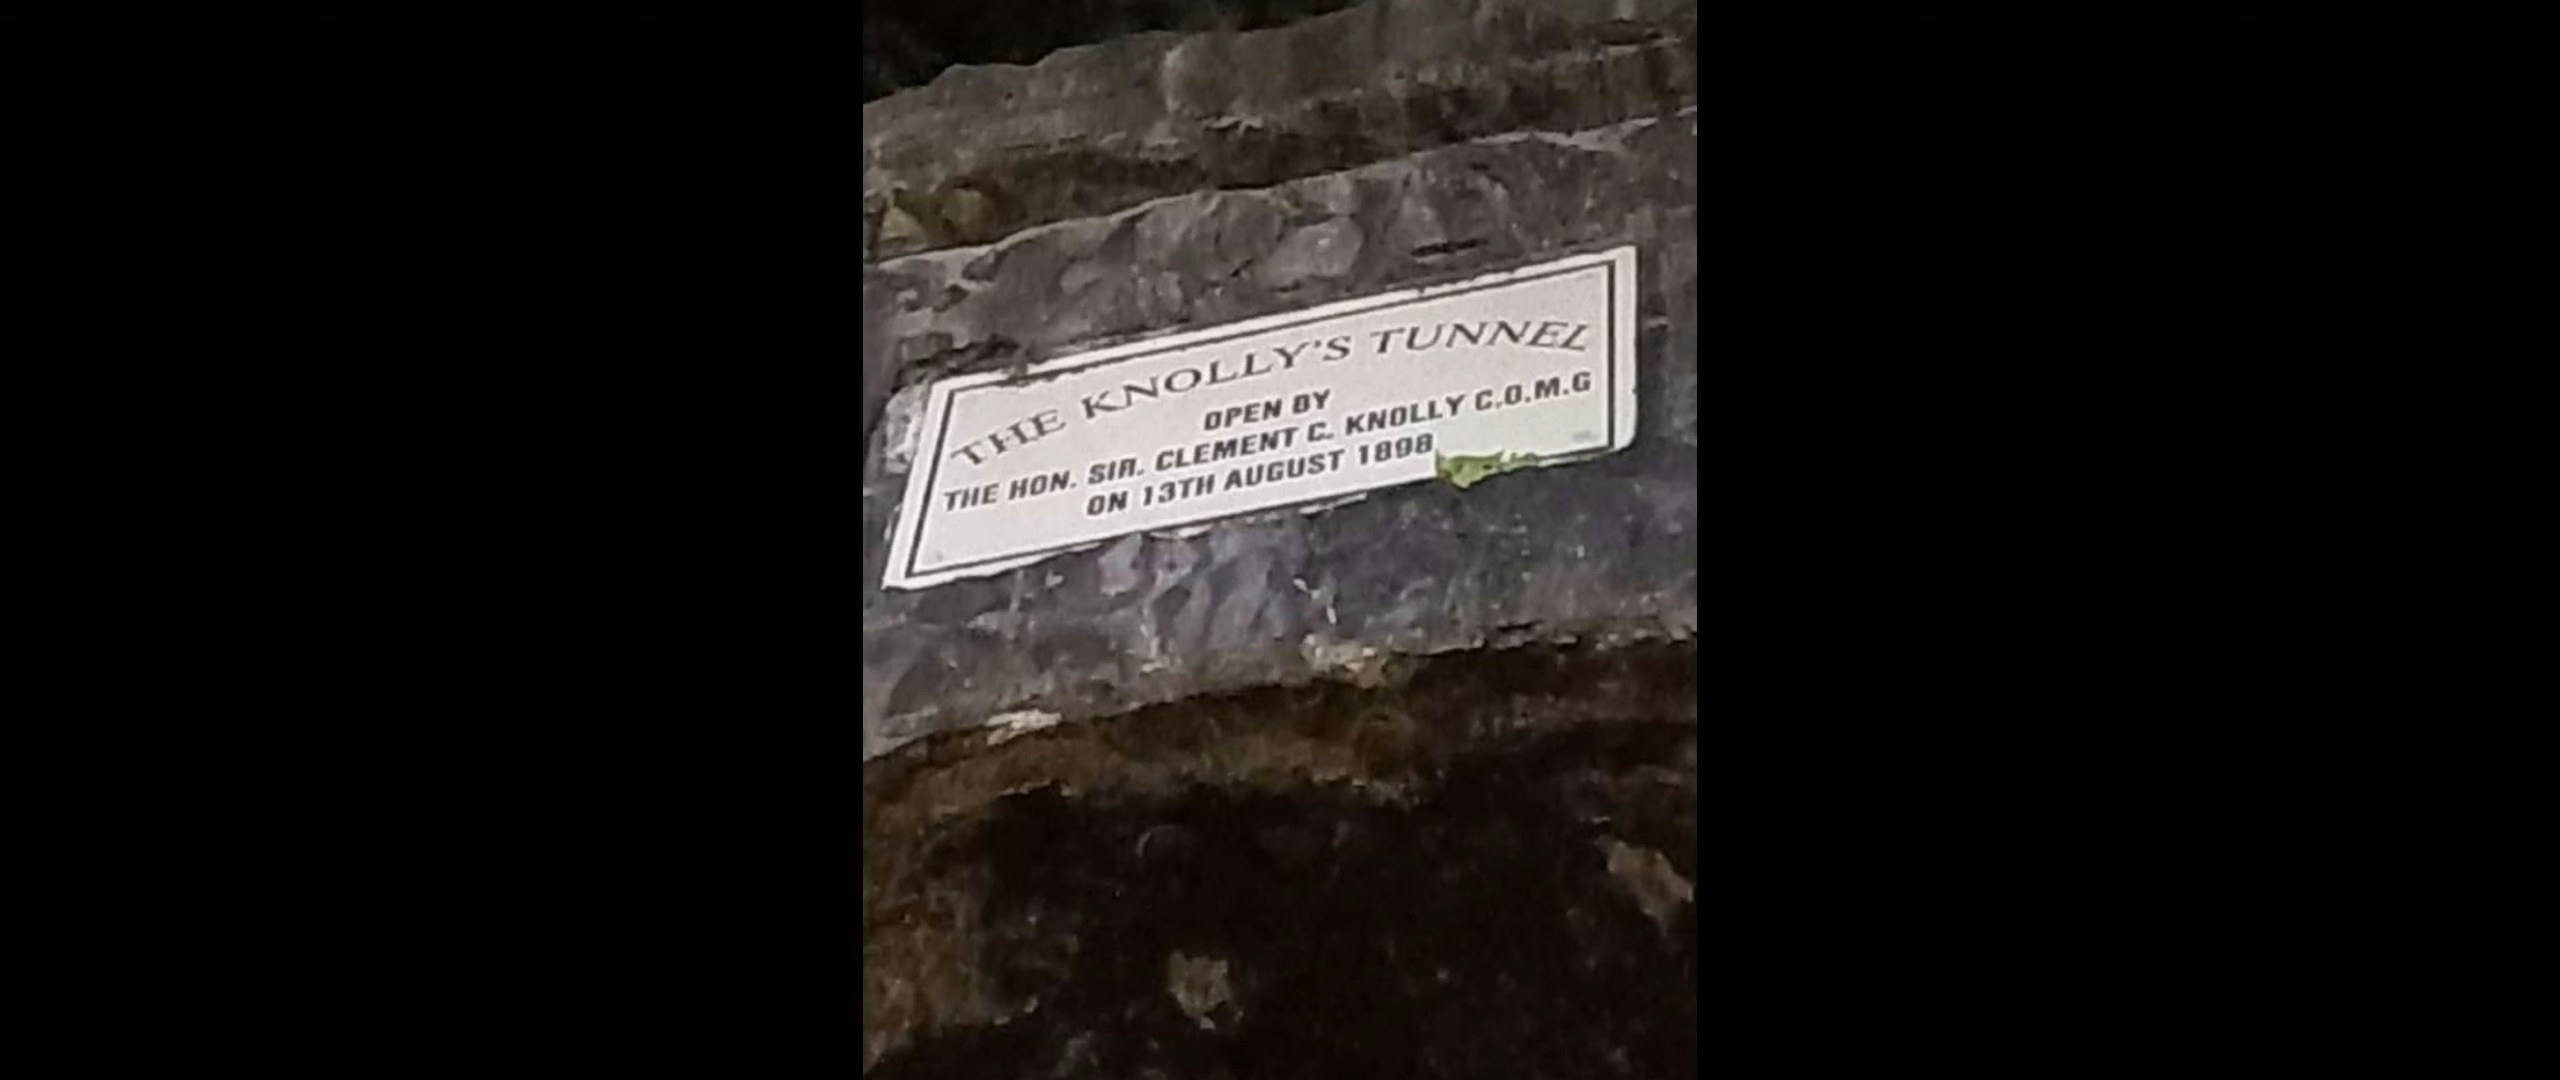 THE KNOLLY'S TUNNEL
OPEN BY
THE HON. SIR. CLEMENT C. KNOLLY C.O.M.G
ON 13TH AUGUST 1898